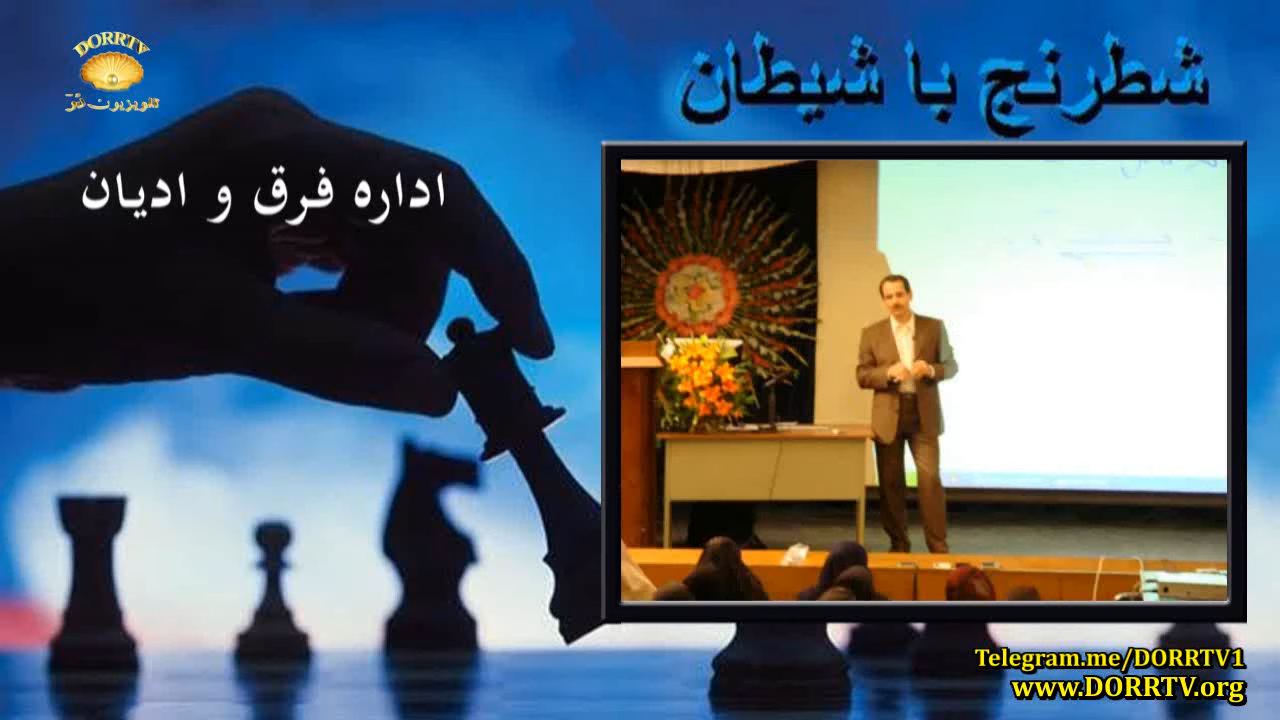 DORRTV
تلویزیون دُرّ
شطرنج با شیطان
اداره فرق و ادیان
Telegram.me/DORRTV1
www.DORRTV.org